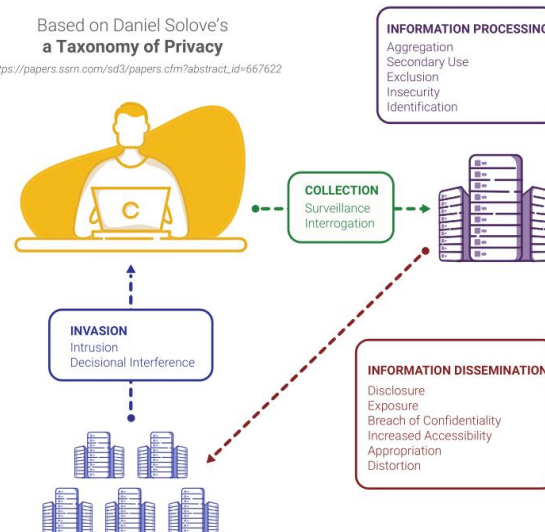 Based on Daniel Solove's
a Taxonomy of Privacy
tps://papers.ssrn.com/sd3/papers.cfm?abstract_id=667622
INFORMATION PROCESSING
Aggregation
Secondary Use
Exclusion
Insecurity
Identification
C
COLLECTION
Surveillance
Interrogation
INVASION
Intrusion
Decisional Interference
INFORMATION DISSEMINATION
Disclosure
Exposure
Breach of Confidentiality
Increased Accessibility
Appropriation
Distortion